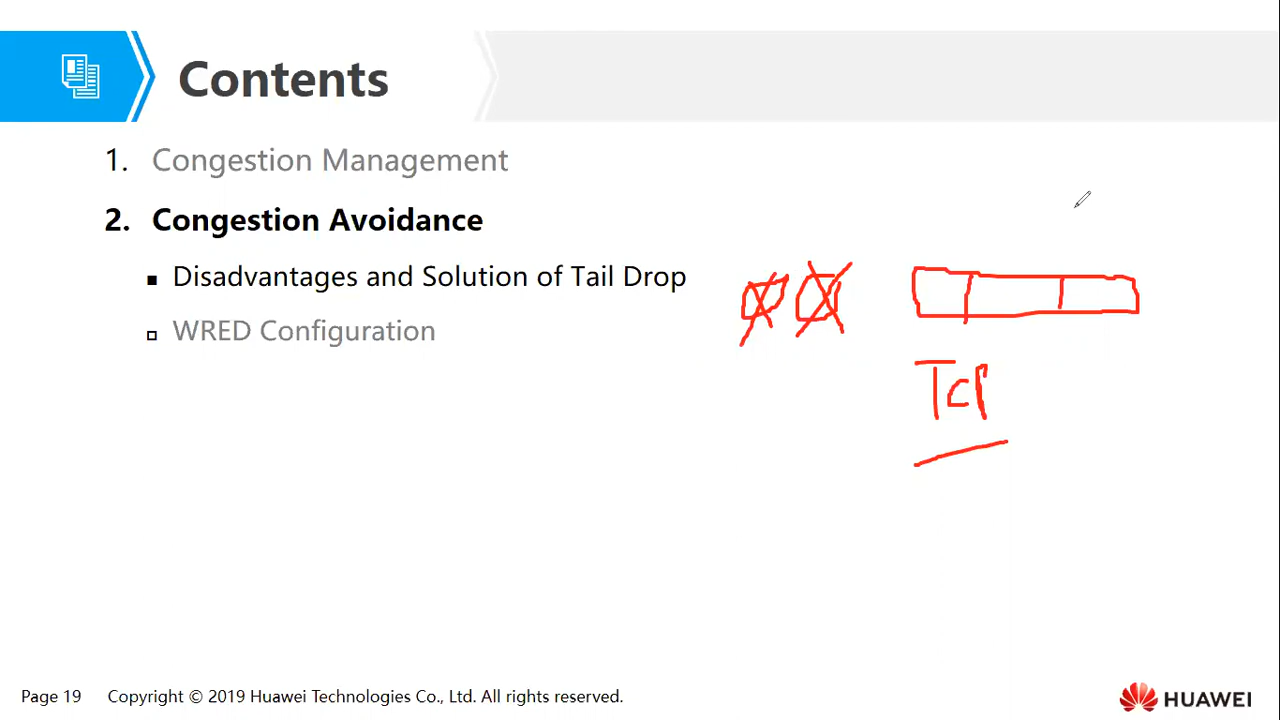 Contents
1. Congestion Management
2. Congestion Avoidance
▪ Disadvantages and Solution of Tail Drop
▫ WRED Configuration
TCP
Page 19 Copyright © 2019 Huawei Technologies Co., Ltd. All rights reserved.
HUAWEI